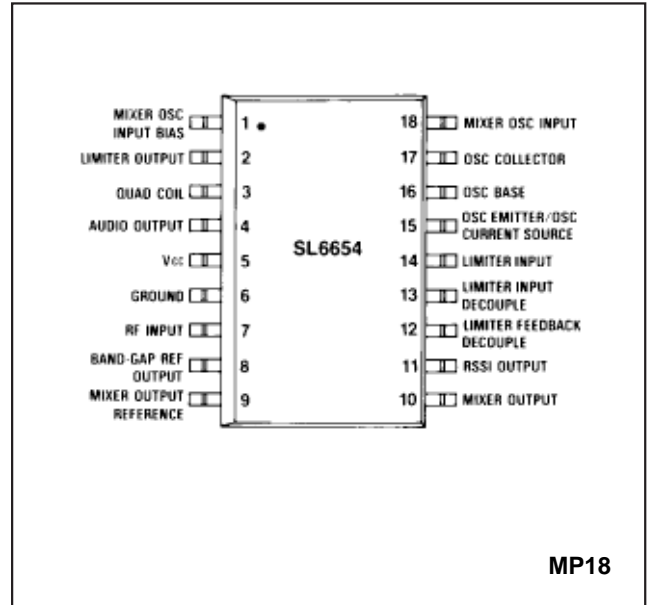 MIXER OSC
INPUT BIAS
1
LIMITER OUTPUT
2
QUAD COIL
3
AUDIO OUTPUT
4
Vcc
5
GROUND
6
RF INPUT
7
BAND-GAP REF
OUTPUT
8
MIXER OUTPUT
REFERENCE
9
SL6654
18
MIXER OSC INPUT
17
OSC COLLECTOR
16
OSC BASE
15
OSC EMITTER/OSC
CURRENT SOURCE
14
LIMITER INPUT
13
LIMITER INPUT
DECOUPLE
12
LIMITER FEEDBACK
DECOUPLE
11
RSSI OUTPUT
10
MIXER OUTPUT
MP18